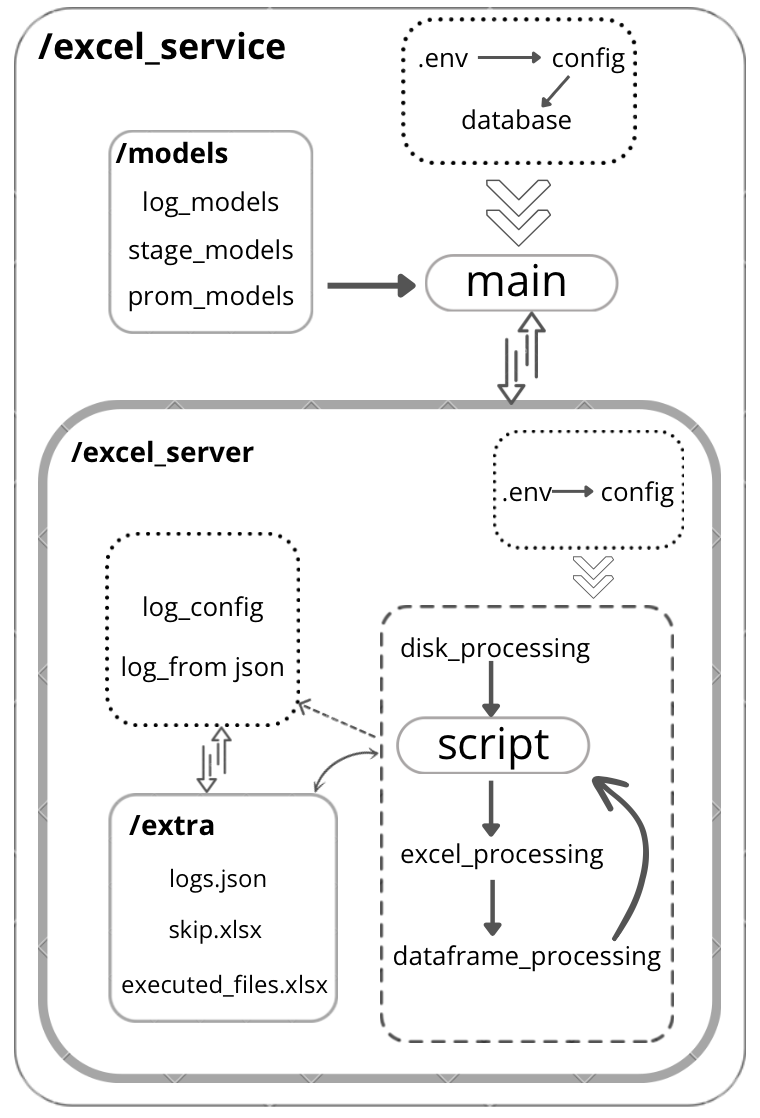 /excel_service
.env
config
database
/models
log_models
stage_models
prom_models
main
/excel_server
.env
config
log_config
log_from json
disk_processing
script
excel_processing
dataframe_processing
/extra
logs.json
skip.xlsx
executed_files.xlsx